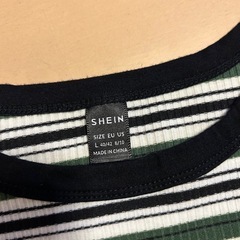 SHEIN
SIZE EU US
L 40/42 8/10
MADE IN CHINA